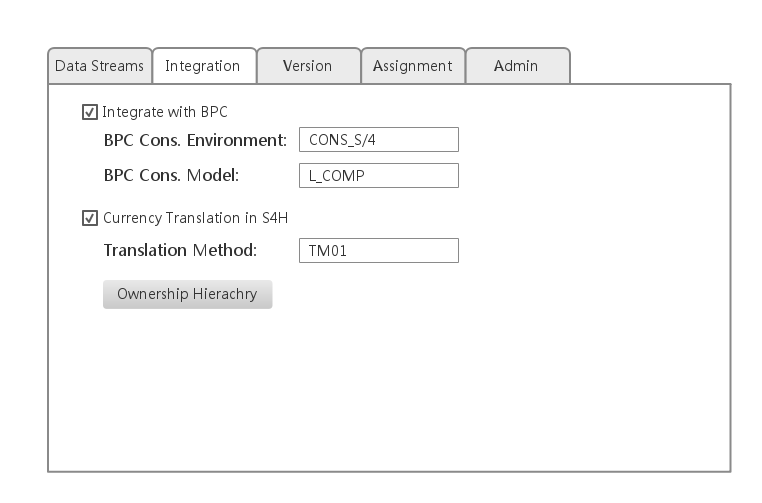 Data Streams Integration Version Assignment Admin
Integrate with BPC
BPC Cons. Environment: CONS_S/4
BPC Cons. Model: L_COMP
Currency Translation in S4H
Translation Method: TM01
Ownership Hierachry